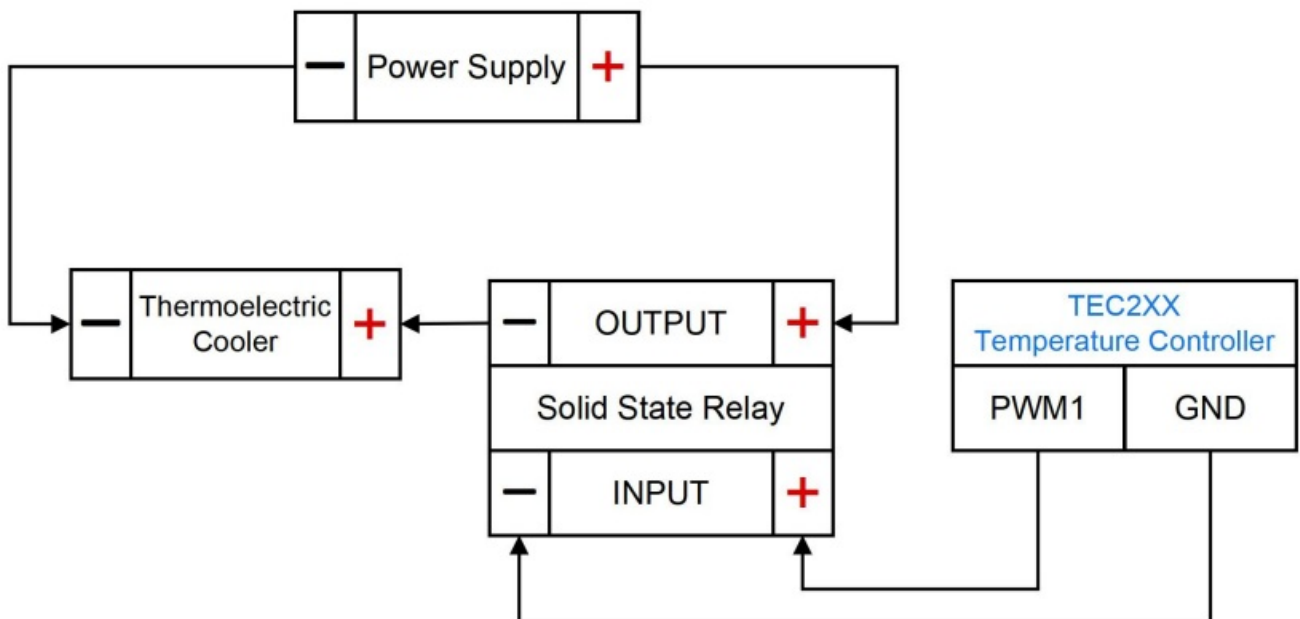 − Power Supply +
− Thermoelectric Cooler +
− OUTPUT +
Solid State Relay
− INPUT +
TEC2XX
Temperature Controller
PWM1 GND